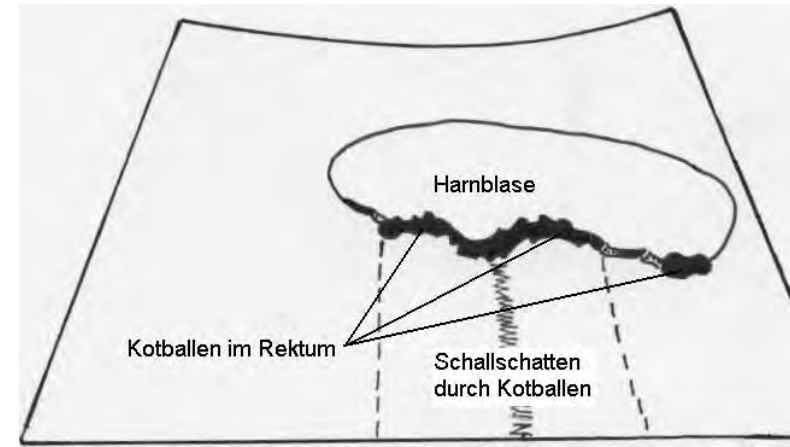 Harnblase
Kotballen im Rektum
Schallschatten
durch Kotballen